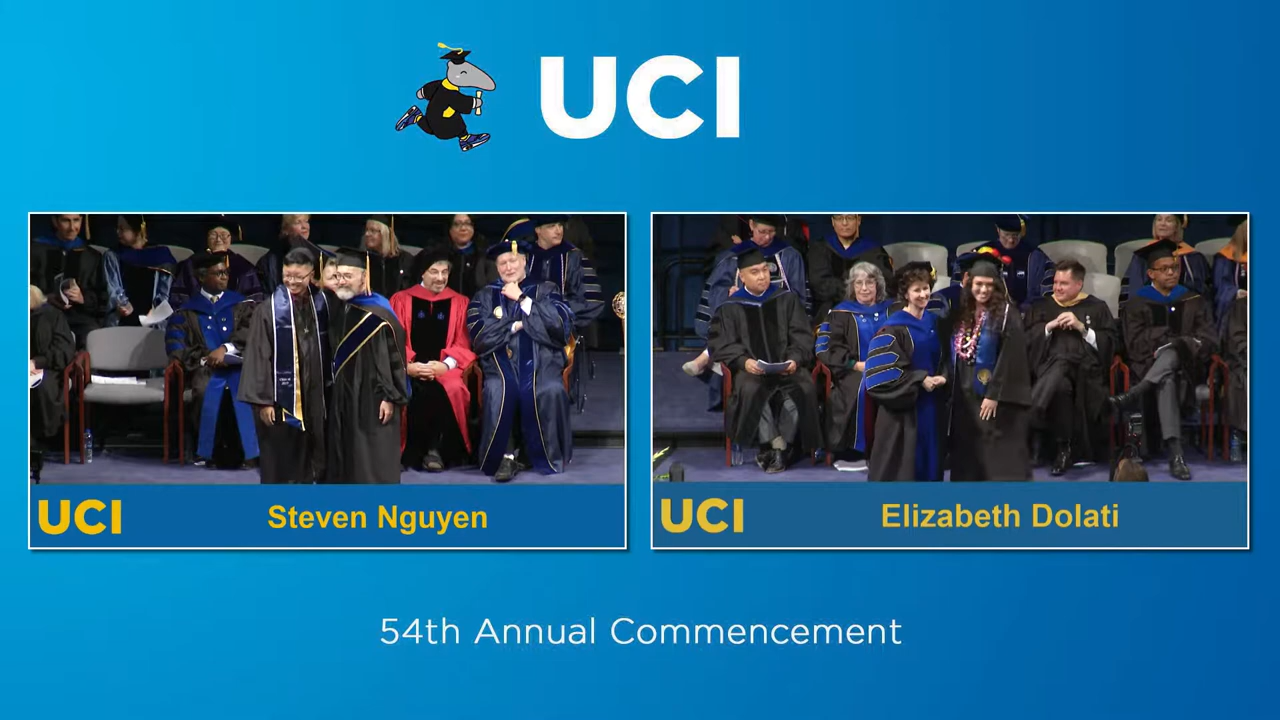 UCI
UCI
Steven Nguyen
UCI
Elizabeth Dolati
54th Annual Commencement